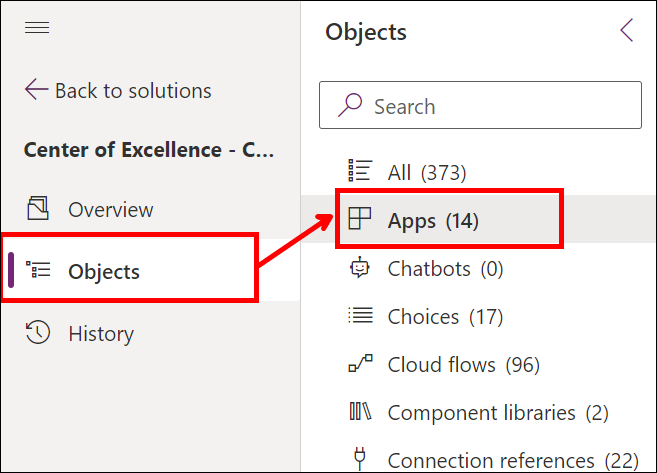 Back to solutions
Center of Excellence - C...
Overview
Objects
History
Objects
Search
All (373)
Apps (14)
Chatbots (0)
Choices (17)
Cloud flows (96)
Component libraries (2)
Connection references (22)